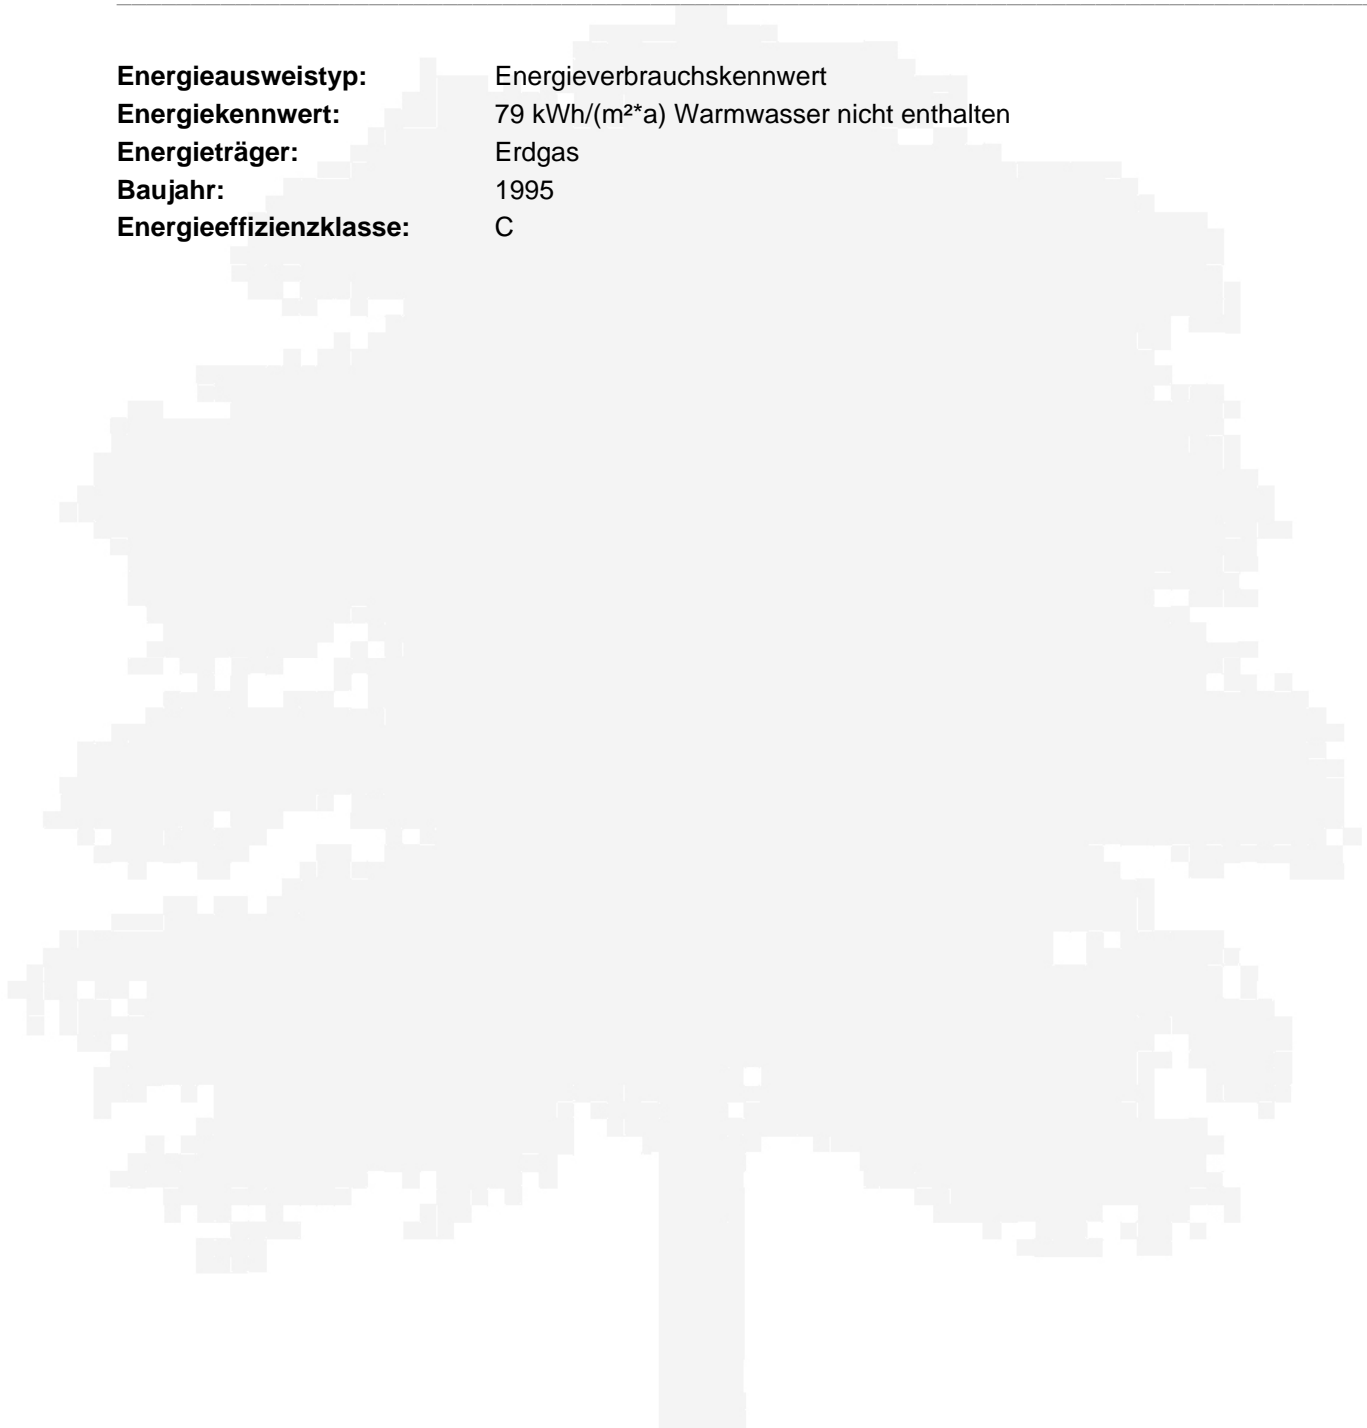 Energieausweistyp: Energieverbrauchskennwert
Energiekennwert: 79 kWh/(m²*a) Warmwasser nicht enthalten
Energieträger: Erdgas
Baujahr: 1995
Energieeffizienzklasse: C